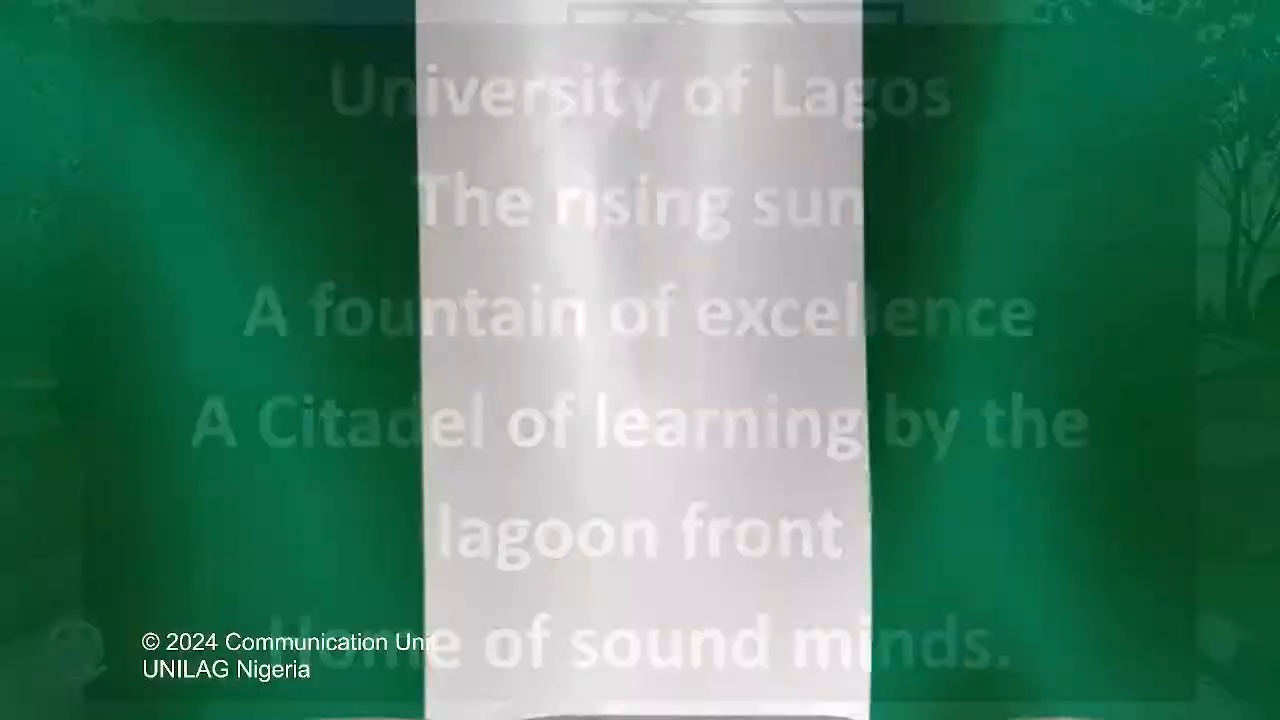 University of Lagos
The rising sun
A fountain of excellence
A Citadel of learning by the
lagoon front
Home of sound minds.
© 2024 Communication Unit
UNILAG Nigeria